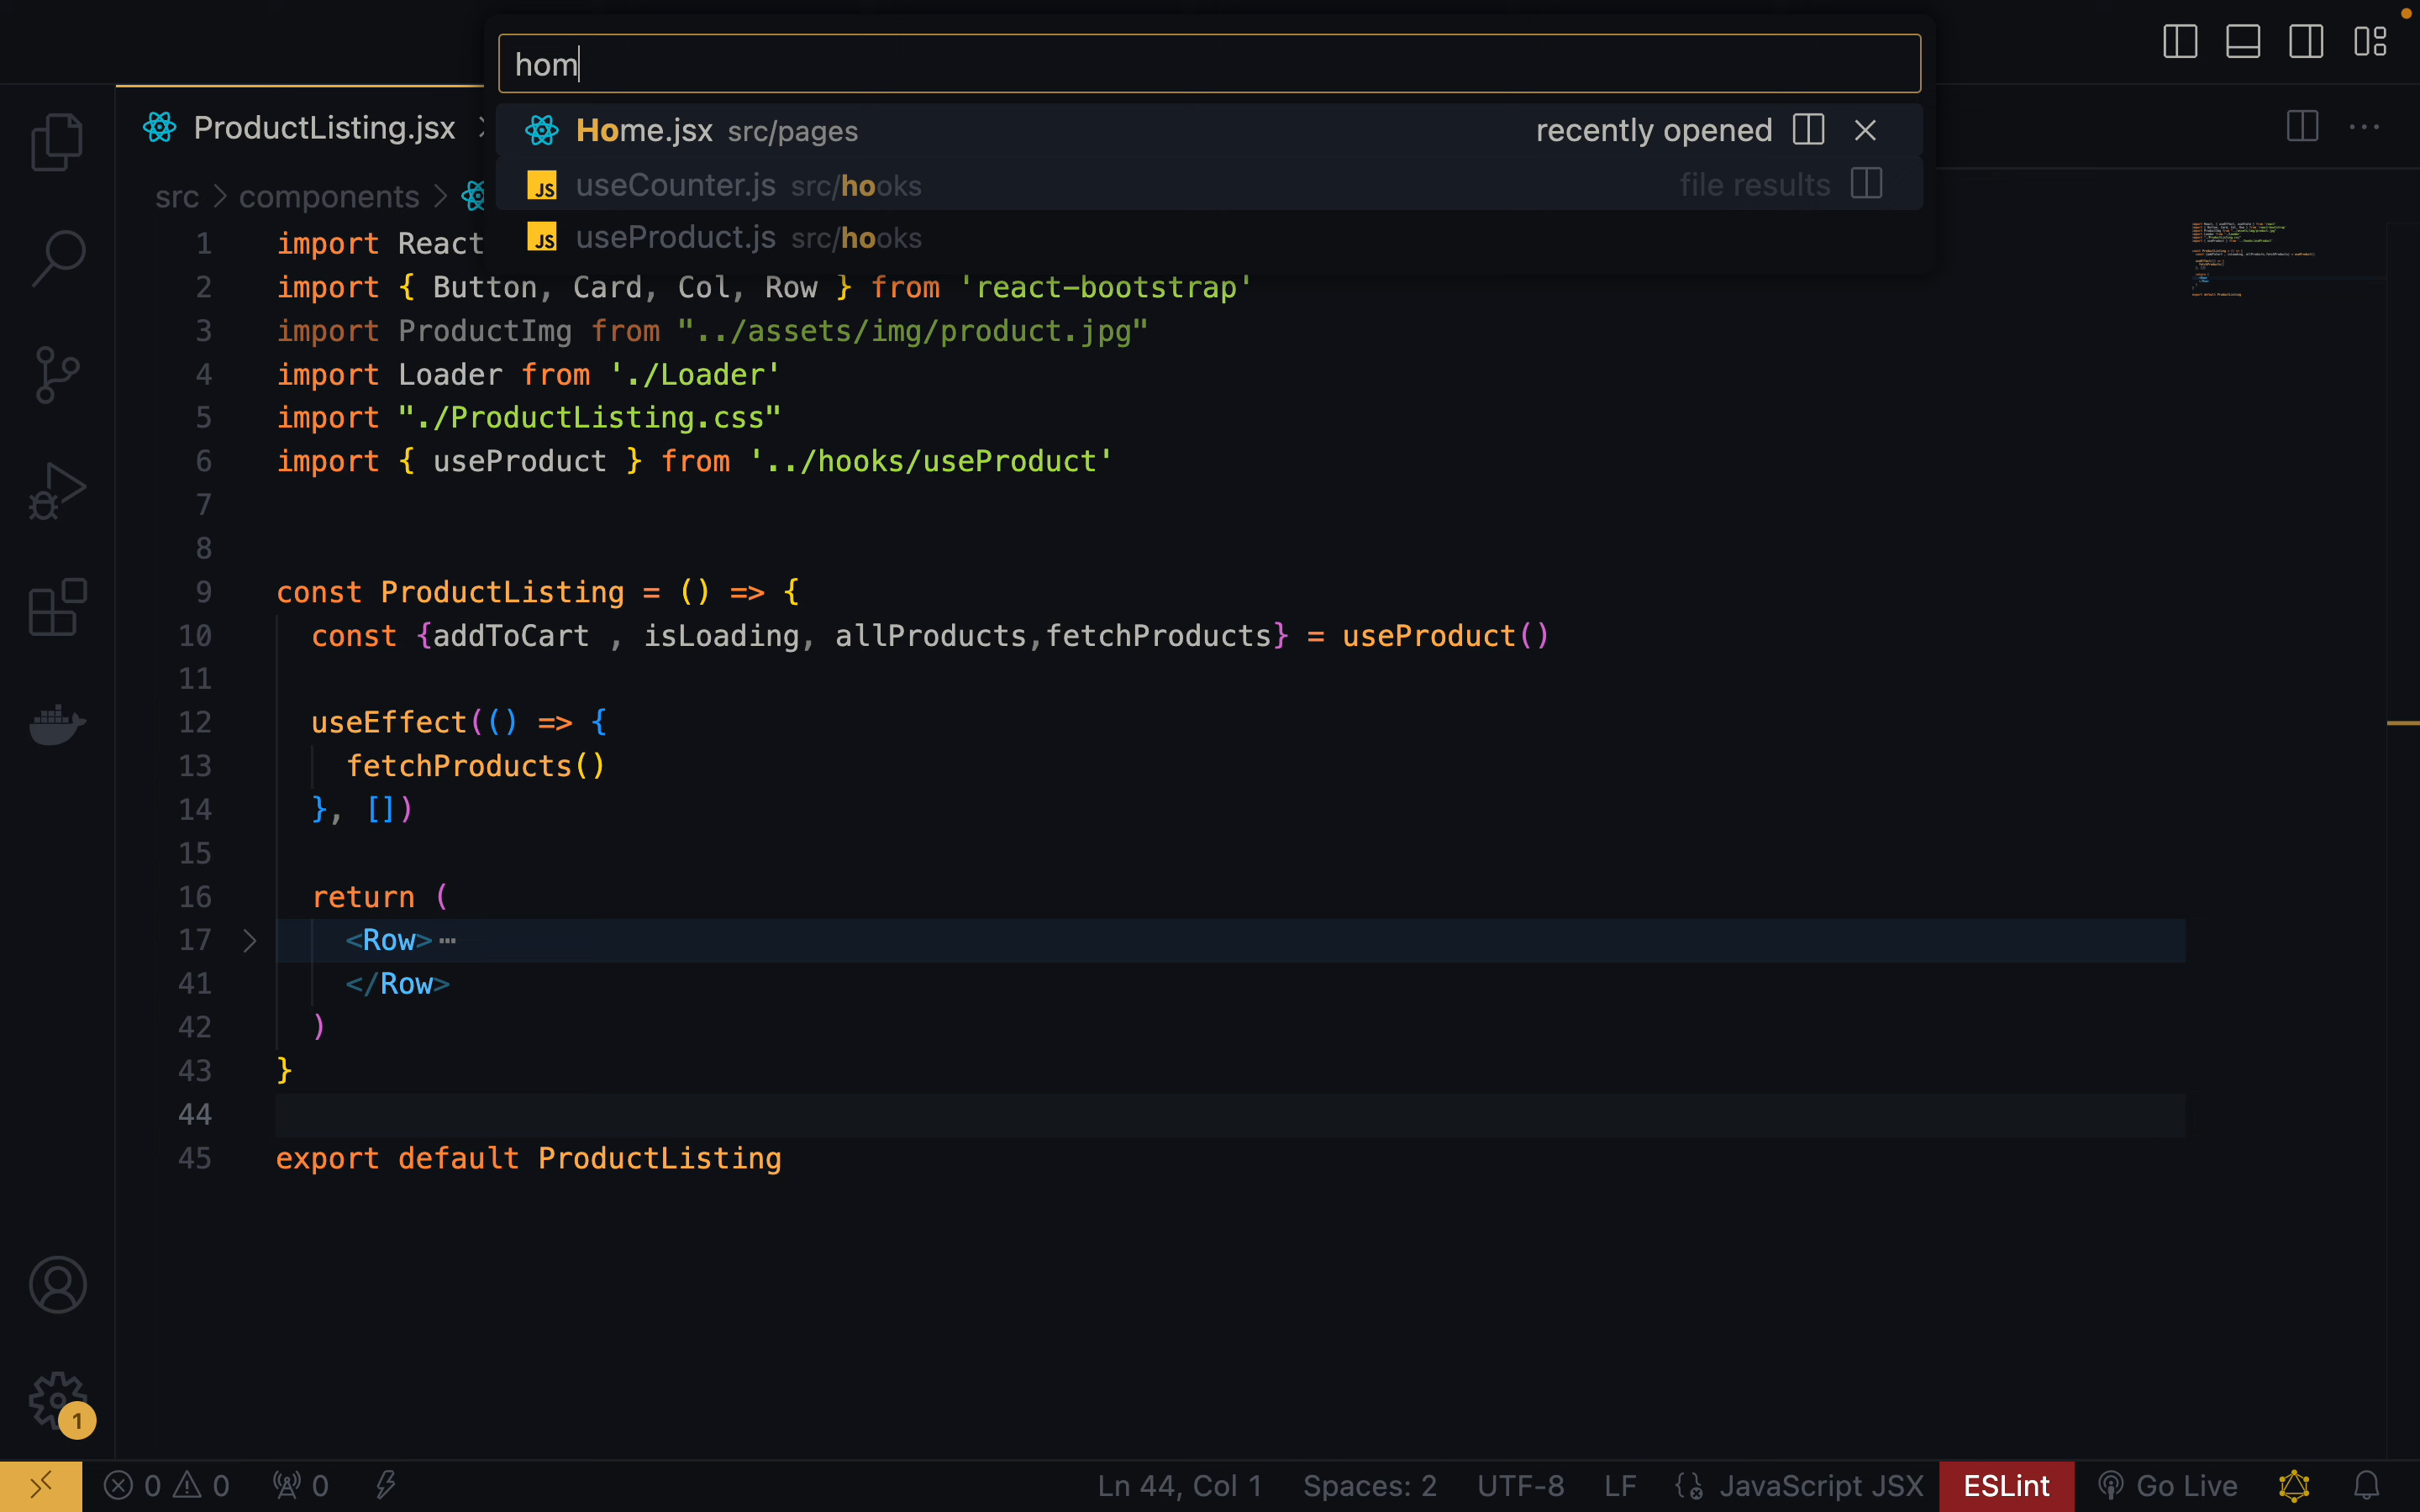 hom
Home.jsx src/pages recently opened
useCounter.js src/hooks file results
useProduct.js src/hooks
ProductListing.jsx
src > components >
1 import React
2 import { Button, Card, Col, Row } from 'react-bootstrap'
3 import ProductImg from "../assets/img/product.jpg"
4 import Loader from './Loader'
5 import "./ProductListing.css"
6 import { useProduct } from '../hooks/useProduct'
7
8
9 const ProductListing = () => {
10 const {addToCart , isLoading, allProducts,fetchProducts} = useProduct()
11
12 useEffect(() => {
13 fetchProducts()
14 }, [])
15
16 return (
17 <Row>…
41 </Row>
42 )
43 }
44
45 export default ProductListing
1
0 0 0 Ln 44, Col 1 Spaces: 2 UTF-8 LF JavaScript JSX ESLint Go Live